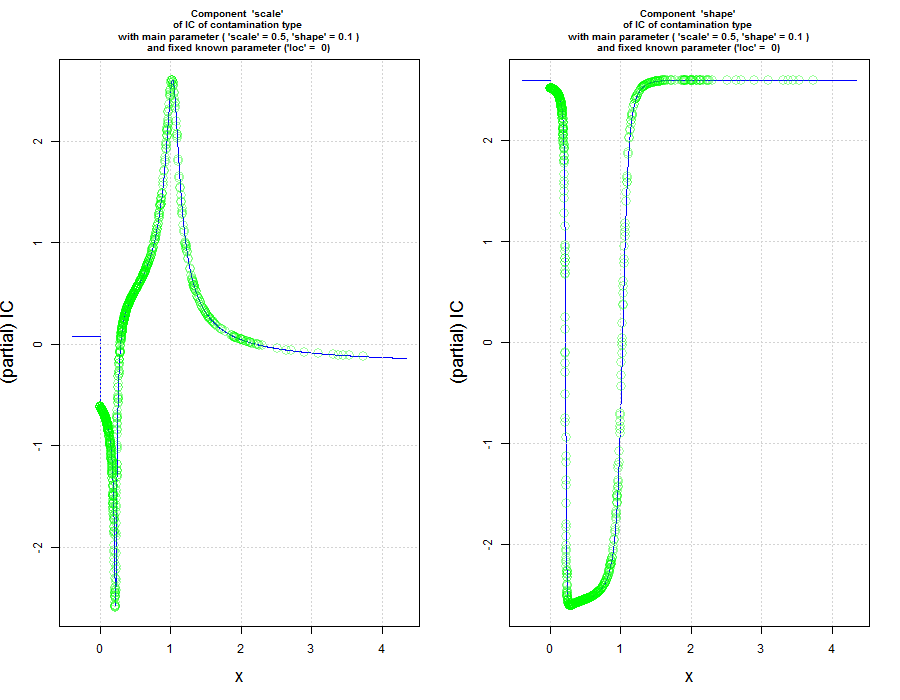 Component  'scale'
of IC of contamination type
with main parameter ( 'scale' = 0.5, 'shape' = 0.1 )
and fixed known parameter ('loc' =  0)
(partial) IC
2
1
0
-1
-2
0 1 2 3 4
x
Component  'shape'
of IC of contamination type
with main parameter ( 'scale' = 0.5, 'shape' = 0.1 )
and fixed known parameter ('loc' =  0)
(partial) IC
2
1
0
-1
-2
0 1 2 3 4
x